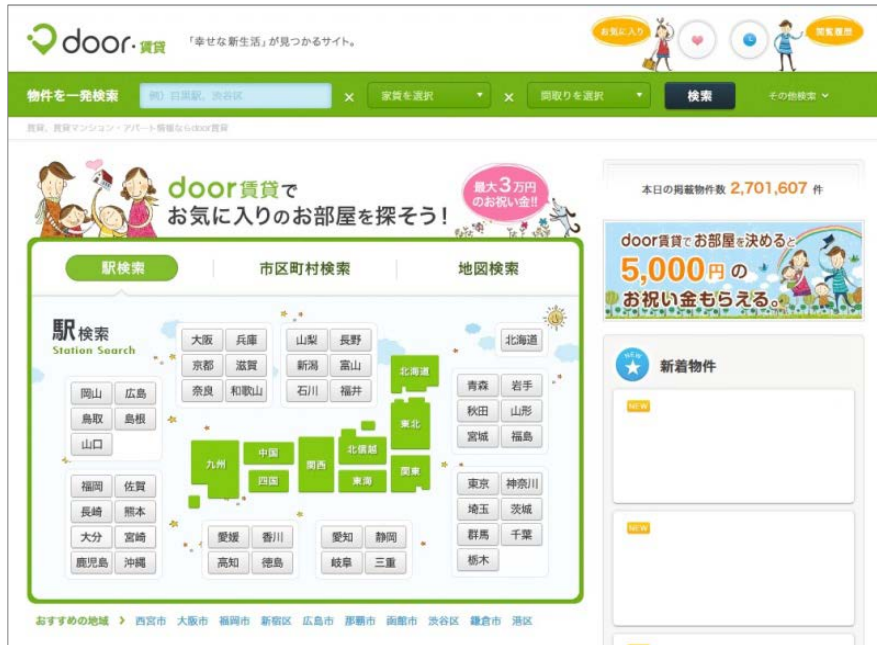 door 賃貸
「幸せな新生活」が見つかるサイト。
お気に入り
閲覧履歴
物件を一発検索
例）目黒駅、渋谷区
×
家賃を選択
×
間取りを選択
検索
その他検索
賃貸、賃貸マンション・アパート情報ならdoor賃貸
door賃貸で
お気に入りのお部屋を探そう！
最大3万円
のお祝い金!!
駅検索
市区町村検索
地図検索
駅検索
Station Search
大阪 兵庫
京都 滋賀
奈良 和歌山
山梨 長野
新潟 富山
石川 福井
北海道
岡山 広島
鳥取 島根
山口
青森 岩手
秋田 山形
宮城 福島
北海道
東北
北信越
関東
東海
関西
中国
四国
九州
福岡 佐賀
長崎 熊本
大分 宮崎
鹿児島 沖縄
愛媛 香川
高知 徳島
愛知 静岡
岐阜 三重
東京 神奈川
埼玉 茨城
群馬 千葉
栃木
おすすめの地域 西宮市 大阪市 福岡市 新宿区 広島市 那覇市 函館市 渋谷区 鎌倉市 港区
本日の掲載物件数 2,701,607 件
door賃貸でお部屋を決めると
5,000円の
お祝い金もらえる。
NEW
新着物件
NEW
NEW